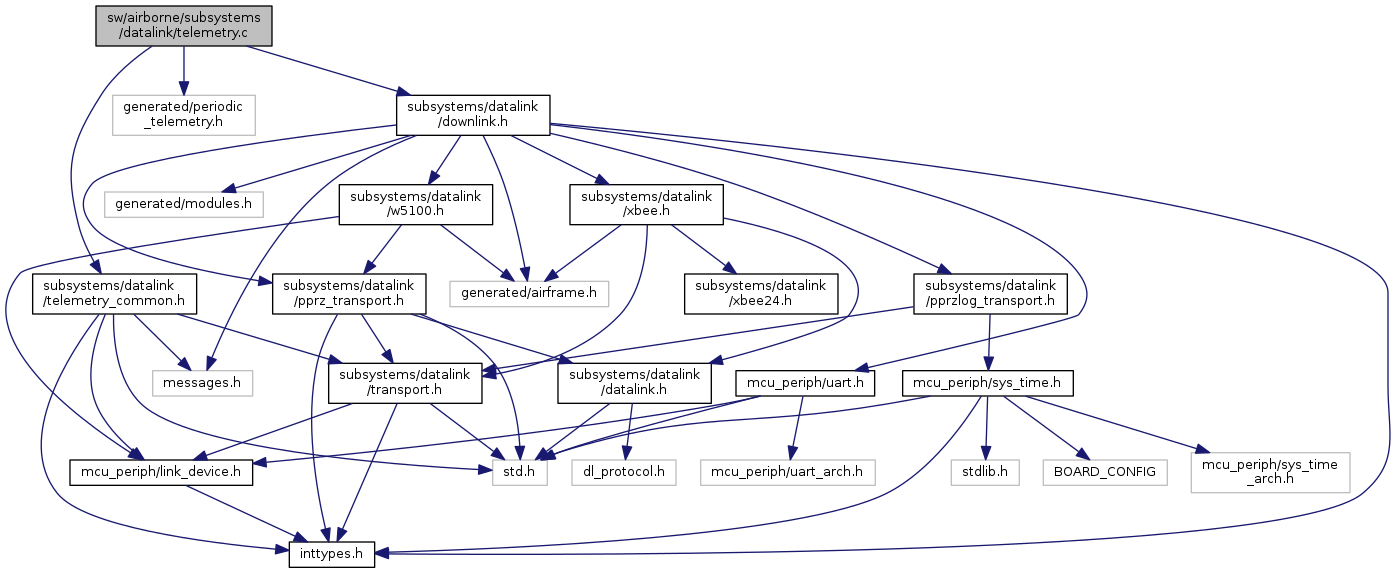 sw/airborne/subsystems
/datalink/telemetry.c
generated/periodic
_telemetry.h
subsystems/datalink
/downlink.h
generated/modules.h
subsystems/datalink
/w5100.h
subsystems/datalink
/xbee.h
subsystems/datalink
/telemetry_common.h
subsystems/datalink
/pprz_transport.h
generated/airframe.h
subsystems/datalink
/xbee24.h
subsystems/datalink
/pprzlog_transport.h
messages.h
subsystems/datalink
/transport.h
subsystems/datalink
/datalink.h
mcu_periph/uart.h
mcu_periph/sys_time.h
mcu_periph/link_device.h
std.h
dl_protocol.h
mcu_periph/uart_arch.h
stdlib.h
BOARD_CONFIG
mcu_periph/sys_time
_arch.h
inttypes.h